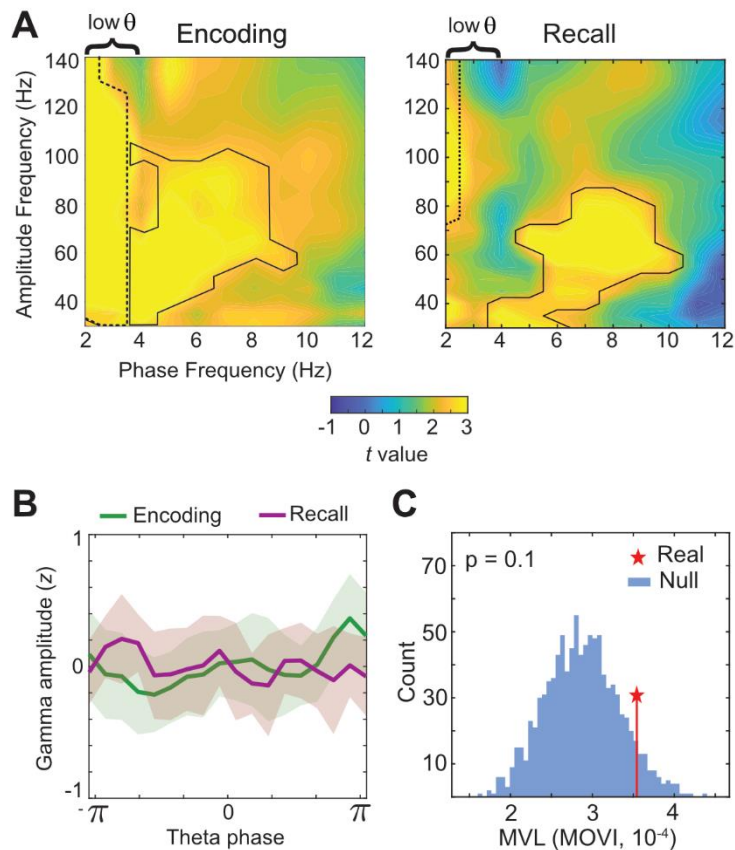 A
low θ
Encoding
low θ
Recall
Amplitude Frequency (Hz)
140
120
100
80
60
40
2 4 6 8 10 12
140
120
100
80
60
40
2 4 6 8 10 12
Phase Frequency (Hz)
-1 0 1 2 3
t value
B
Encoding Recall
Gamma amplitude (z)
1
0
-1
-π 0 π
Theta phase
C
p = 0.1
Real
Null
Count
70
50
30
10
2 3 4
MVL (MOVI, 10-4)